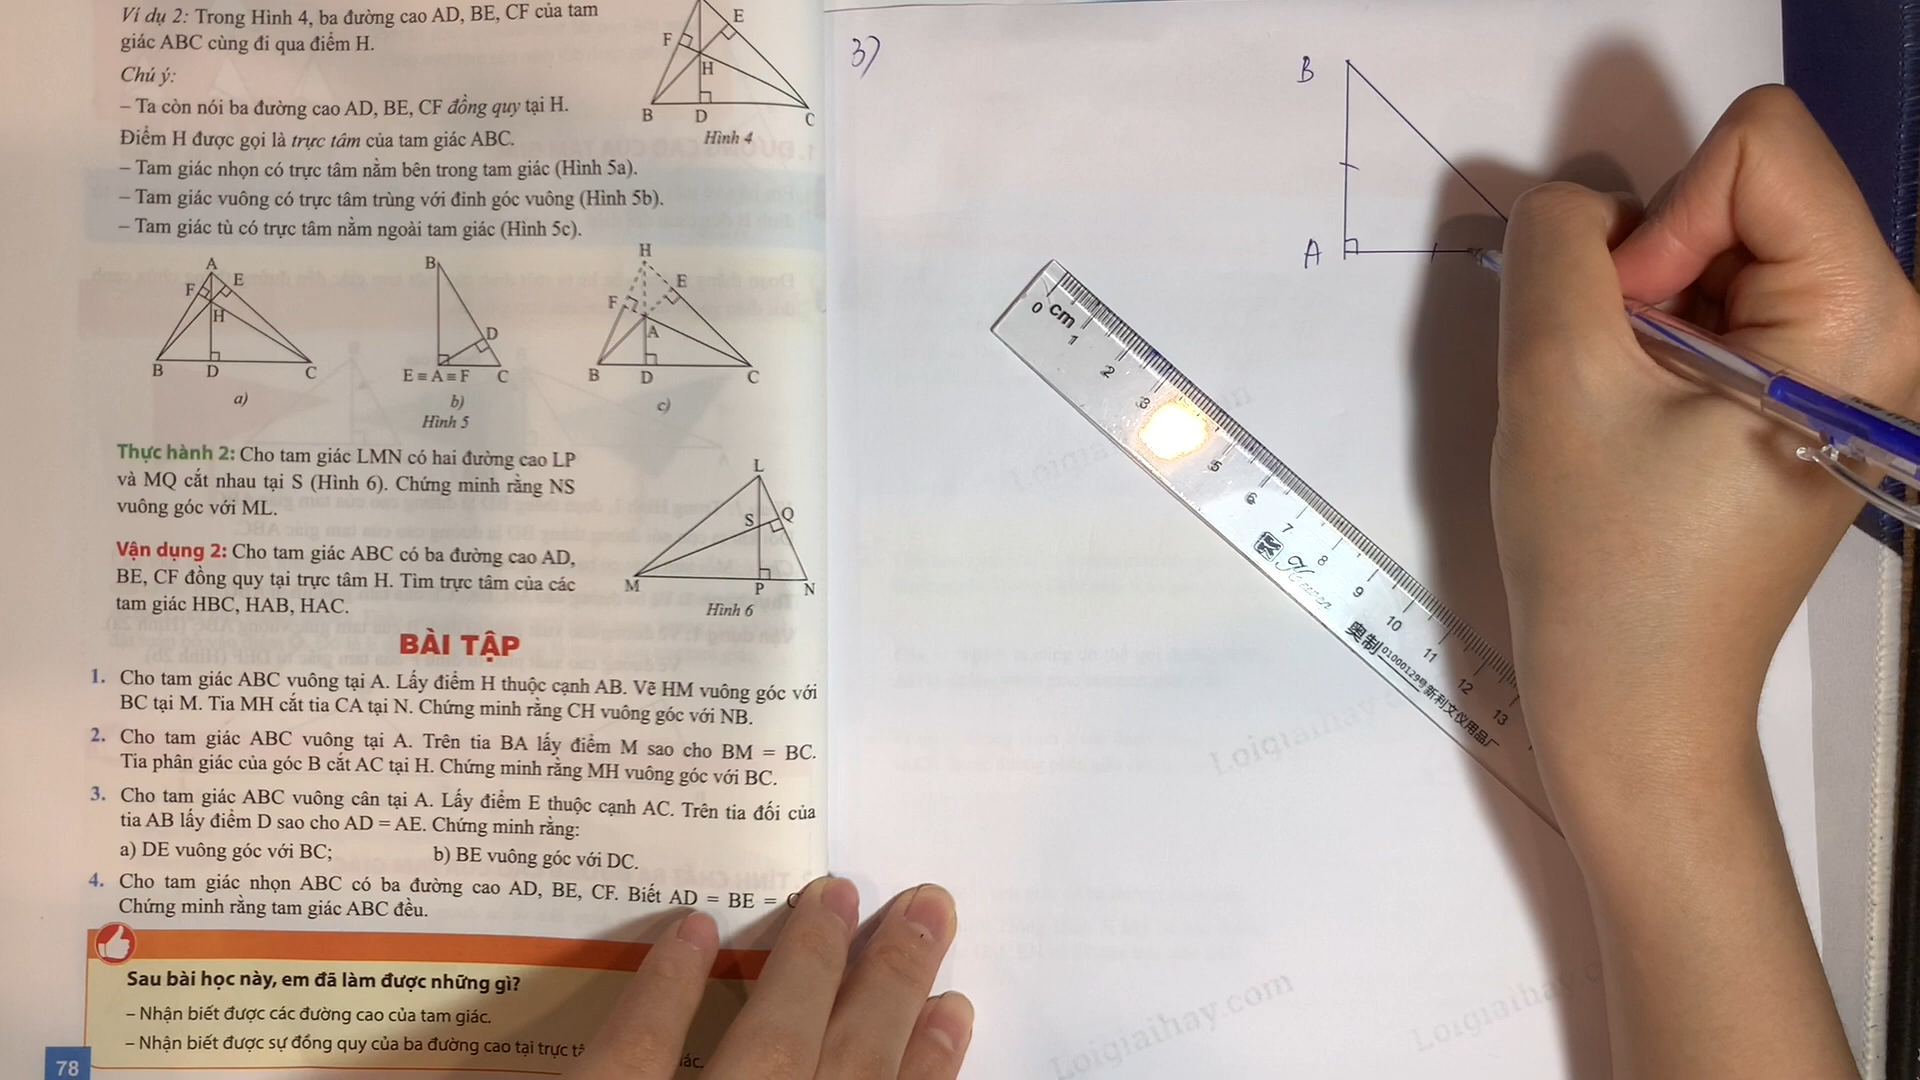 Ví dụ 2: Trong Hình 4, ba đường cao AD, BE, CF của tam
giác ABC cùng đi qua điểm H.
Chú ý:
– Ta còn nói ba đường cao AD, BE, CF đồng quy tại H.
Điểm H được gọi là trực tâm của tam giác ABC.
– Tam giác nhọn có trực tâm nằm bên trong tam giác (Hình 5a).
– Tam giác vuông có trực tâm trùng với đỉnh góc vuông (Hình 5b).
– Tam giác tù có trực tâm nằm ngoài tam giác (Hình 5c).
E
F
H
B
D
C
Hình 4
A
F
E
H
B
D
C
a)
B
D
E ≡ A ≡ F
C
b)
Hình 5
H
E
F
A
B
D
C
c)
Thực hành 2: Cho tam giác LMN có hai đường cao LP
và MQ cắt nhau tại S (Hình 6). Chứng minh rằng NS
vuông góc với ML.
L
S
Q
M
P
N
Hình 6
Vận dụng 2: Cho tam giác ABC có ba đường cao AD,
BE, CF đồng quy tại trực tâm H. Tìm trực tâm của các
tam giác HBC, HAB, HAC.
BÀI TẬP
1. Cho tam giác ABC vuông tại A. Lấy điểm H thuộc cạnh AB. Vẽ HM vuông góc với
BC tại M. Tia MH cắt tia CA tại N. Chứng minh rằng CH vuông góc với NB.
2. Cho tam giác ABC vuông tại A. Trên tia BA lấy điểm M sao cho BM = BC.
Tia phân giác của góc B cắt AC tại H. Chứng minh rằng MH vuông góc với BC.
3. Cho tam giác ABC vuông cân tại A. Lấy điểm E thuộc cạnh AC. Trên tia đối của
tia AB lấy điểm D sao cho AD = AE. Chứng minh rằng:
a) DE vuông góc với BC; b) BE vuông góc với DC.
4. Cho tam giác nhọn ABC có ba đường cao AD, BE, CF. Biết AD = BE =
Chứng minh rằng tam giác ABC đều.
Sau bài học này, em đã làm được những gì?
– Nhận biết được các đường cao của tam giác.
– Nhận biết được sự đồng quy của ba đường cao tại trực
78
3)
B
A
0 cm 1 2 3 5 6 7 8 9 10 11 12 13
Loigiaihay.com
Loigiaihay.com